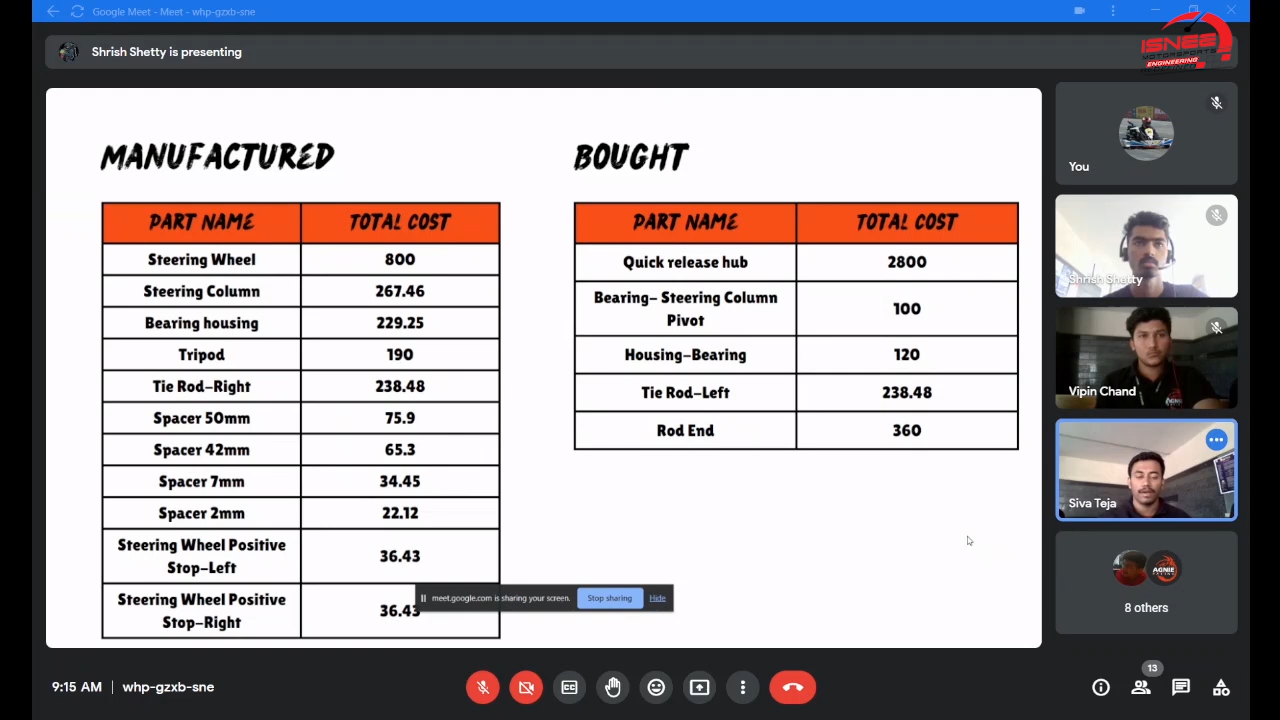 Google Meet - Meet - whp-gzxb-sne
Shrish Shetty is presenting
ISNEE
MOTORSPORTS
ENGINEERING
MANUFACTURED
PART NAME TOTAL COST
Steering Wheel 800
Steering Column 267.46
Bearing housing 229.25
Tripod 190
Tie Rod-Right 238.48
Spacer 50mm 75.9
Spacer 42mm 65.3
Spacer 7mm 34.45
Spacer 2mm 22.12
Steering Wheel Positive
Stop-Left 36.43
Steering Wheel Positive
Stop-Right 36.43
BOUGHT
PART NAME TOTAL COST
Quick release hub 2800
Bearing- Steering Column
Pivot 100
Housing-Bearing 120
Tie Rod-Left 238.48
Rod End 360
meet.google.com is sharing your screen. Stop sharing Hide
You
Shrish Shetty
Vipin Chand
Siva Teja
AGNIE
8 others
9:15 AM | whp-gzxb-sne
13